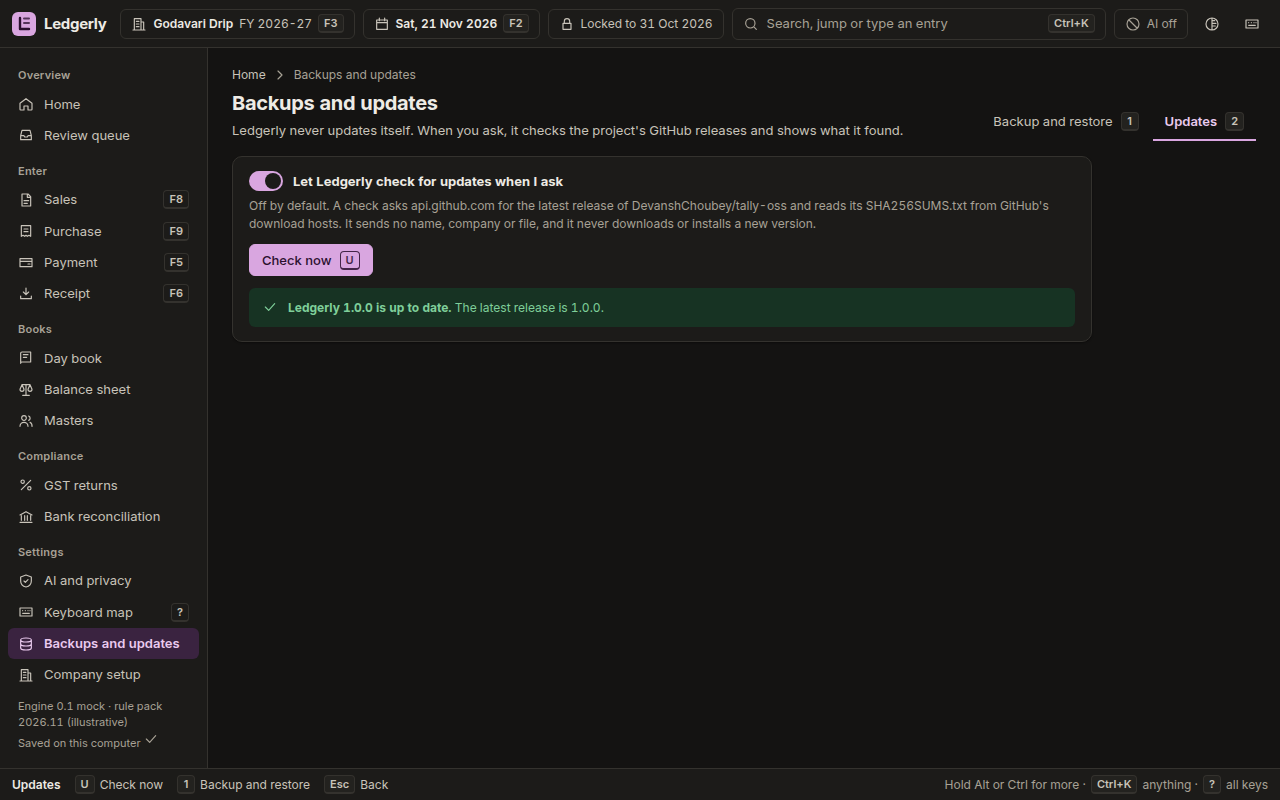 Ledgerly
Godavari Drip FY 2026-27 F3
Sat, 21 Nov 2026 F2
Locked to 31 Oct 2026
Search, jump or type an entry Ctrl+K
AI off
Overview
Home
Review queue
Enter
Sales F8
Purchase F9
Payment F5
Receipt F6
Books
Day book
Balance sheet
Masters
Compliance
GST returns
Bank reconciliation
Settings
AI and privacy
Keyboard map ?
Backups and updates
Company setup
Engine 0.1 mock · rule pack
2026.11 (illustrative)
Saved on this computer
Home Backups and updates
Backups and updates
Ledgerly never updates itself. When you ask, it checks the project's GitHub releases and shows what it found.
Backup and restore 1
Updates 2
Let Ledgerly check for updates when I ask
Off by default. A check asks api.github.com for the latest release of DevanshChoubey/tally-oss and reads its SHA256SUMS.txt from GitHub's
download hosts. It sends no name, company or file, and it never downloads or installs a new version.
Check now U
Ledgerly 1.0.0 is up to date. The latest release is 1.0.0.
Updates U Check now 1 Backup and restore Esc Back
Hold Alt or Ctrl for more · Ctrl+K anything · ? all keys